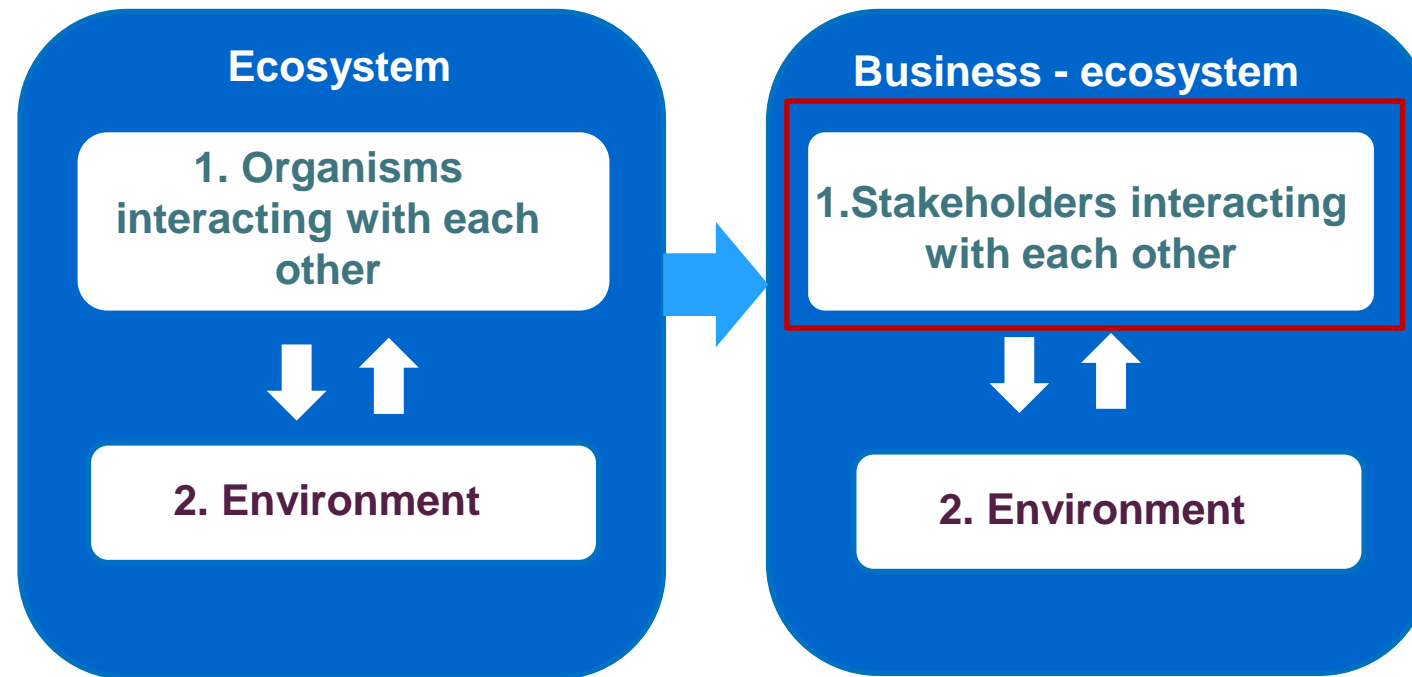 Ecosystem
1. Organisms
interacting with each
other
2. Environment
Business - ecosystem
1.Stakeholders interacting
with each other
2. Environment